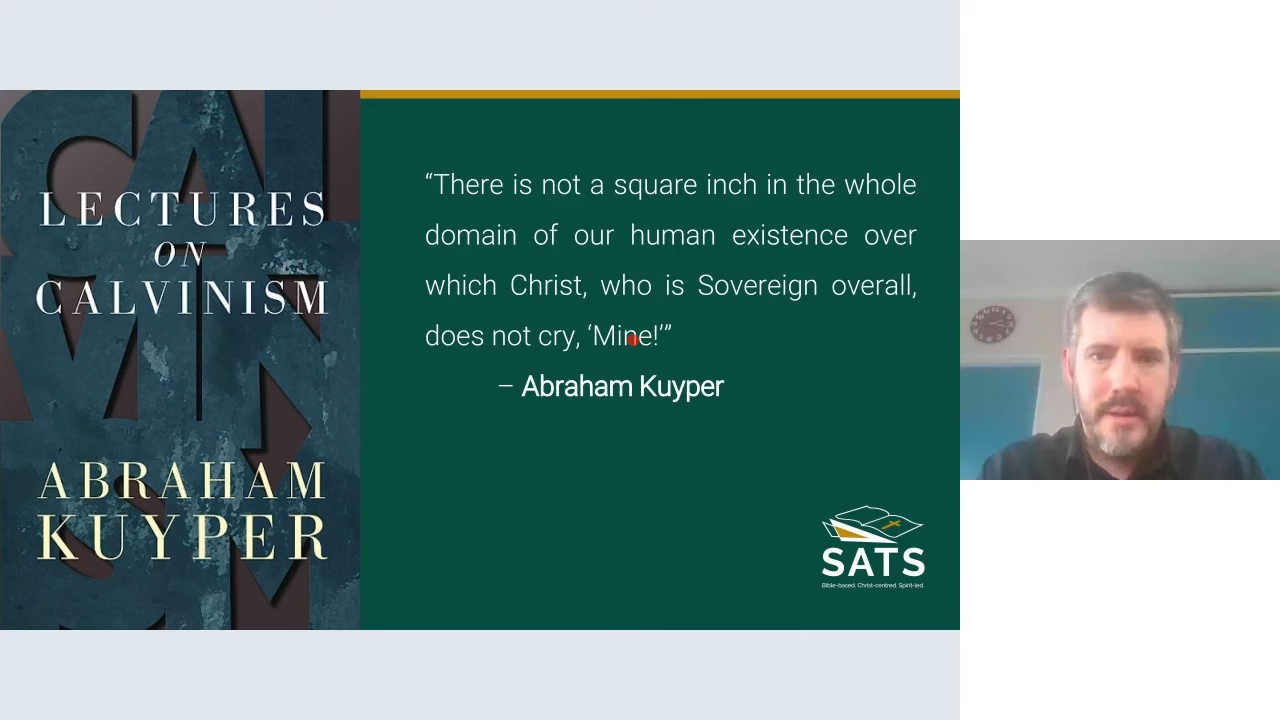 LECTURES
ON
CALVINISM
ABRAHAM
KUYPER
“There is not a square inch in the whole
domain of our human existence over
which Christ, who is Sovereign overall,
does not cry, ‘Mine!’”
– Abraham Kuyper
SATS
Bible-based. Christ-centred. Spirit-led.